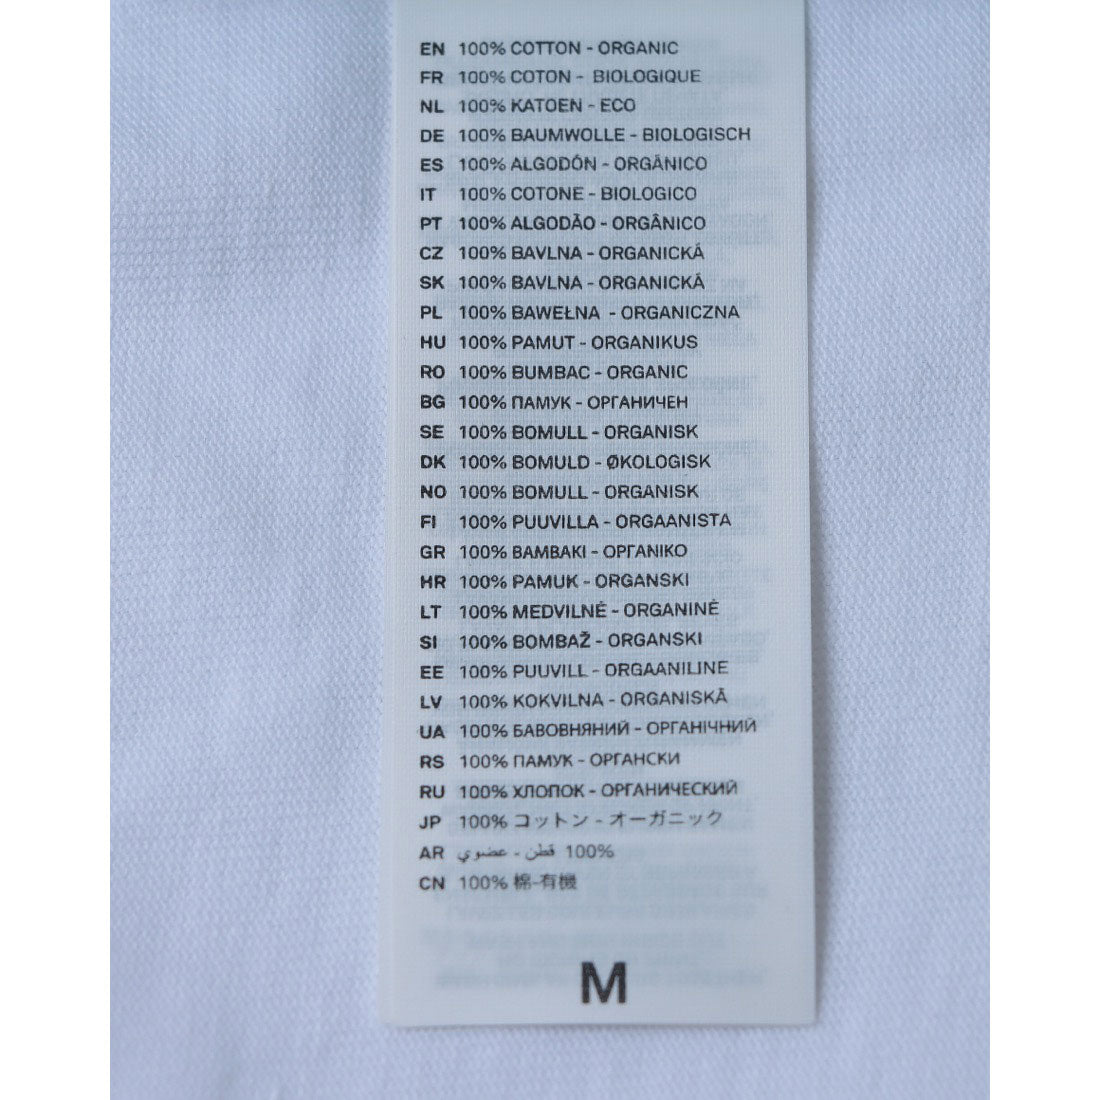 EN 100% COTTON - ORGANIC
FR 100% COTON - BIOLOGIQUE
NL 100% KATOEN - ECO
DE 100% BAUMWOLLE - BIOLOGISCH
ES 100% ALGODÓN - ORGÂNICO
IT 100% COTONE - BIOLOGICO
PT 100% ALGODÃO - ORGÂNICO
CZ 100% BAVLNA - ORGANICKÁ
SK 100% BAVLNA - ORGANICKÁ
PL 100% BAWEŁNA - ORGANICZNA
HU 100% PAMUT - ORGANIKUS
RO 100% BUMBAC - ORGANIC
BG 100% ПАМУК - ОРГАНИЧЕН
SE 100% BOMULL - ORGANISK
DK 100% BOMULD - ØKOLOGISK
NO 100% BOMULL - ORGANISK
FI 100% PUUVILLA - ORGAANISTA
GR 100% ΒΑΜΒΑΚΙ - ΟΡΓΑΝΙΚΟ
HR 100% PAMUK - ORGANSKI
LT 100% MEDVILNĖ - ORGANINĖ
SI 100% BOMBAŽ - ORGANSKI
EE 100% PUUVILL - ORGAANILINE
LV 100% KOKVILNA - ORGANISKĀ
UA 100% БАВОВНЯНИЙ - ОРГАНІЧНИЙ
RS 100% ПАМУК - ОРГАНСКИ
RU 100% ХЛОПОК - ОРГАНИЧЕСКИЙ
JP 100% コットン - オーガニック
AR 100% قطن - عضوي
CN 100% 棉-有機
M